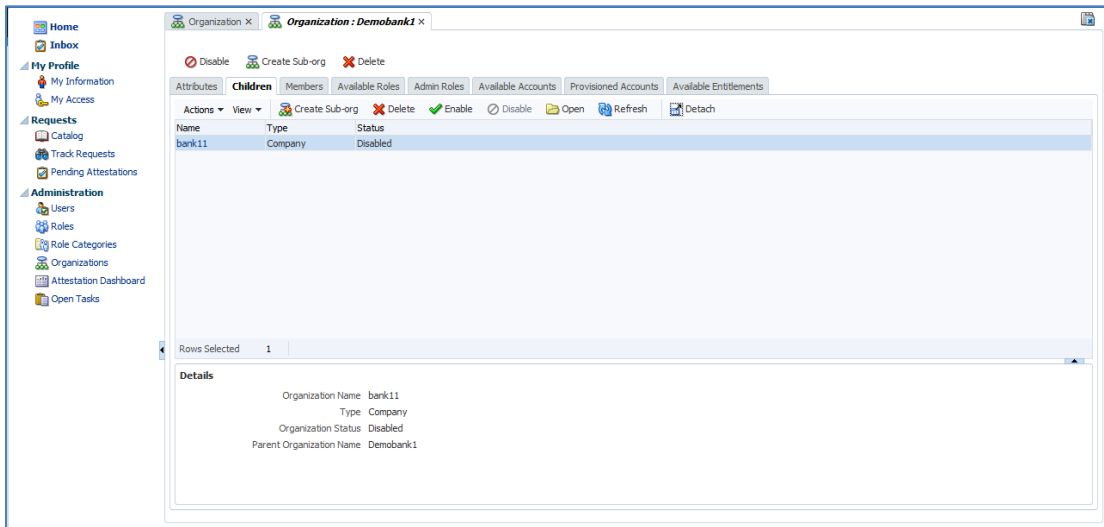 Home
Inbox
My Profile
My Information
My Access
Requests
Catalog
Track Requests
Pending Attestations
Administration
Users
Roles
Role Categories
Organizations
Attestation Dashboard
Open Tasks
Organization Organization : Demobank1
Disable Create Sub-org Delete
Attributes Children Members Available Roles Admin Roles Available Accounts Provisioned Accounts Available Entitlements
Actions View Create Sub-org Delete Enable Disable Open Refresh Detach
Name Type Status
bank11 Company Disabled
Rows Selected 1
Details
Organization Name bank11
Type Company
Organization Status Disabled
Parent Organization Name Demobank1